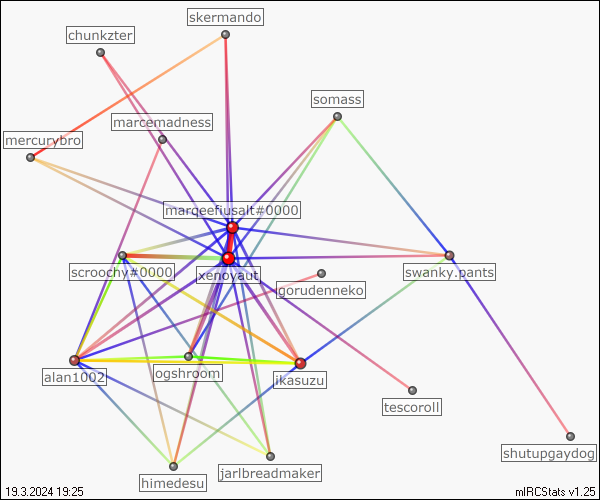 skermando
chunkzter
somass
marcemadness
mercurybro
marqeefiusalt#0000
scroochy#0000
xenoyaut
swanky.pants
gorudenneko
alan1002
ogshroom
ikasuzu
tescoroll
shutupgaydog
jarlbreadmaker
himedesu
19.3.2024 19:25
mIRCStats v1.25